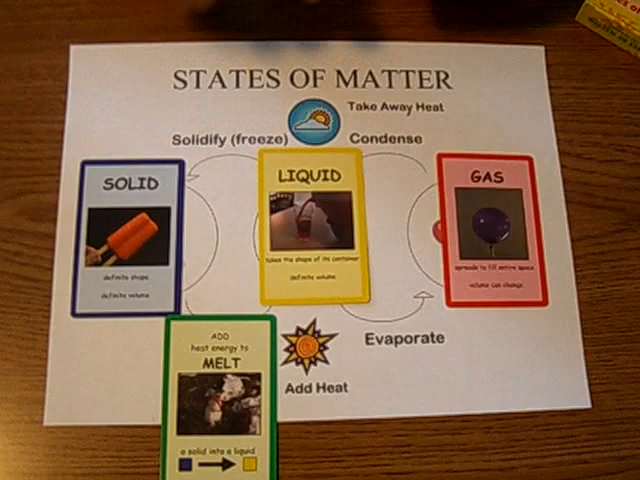 STATES OF MATTER
Take Away Heat
Solidify (freeze)
Condense
SOLID
definite shape
definite volume
LIQUID
takes the shape of its container
definite volume
GAS
spreads to fill entire space
volume can change
Evaporate
Add Heat
ADD
heat energy to
MELT
a solid into a liquid